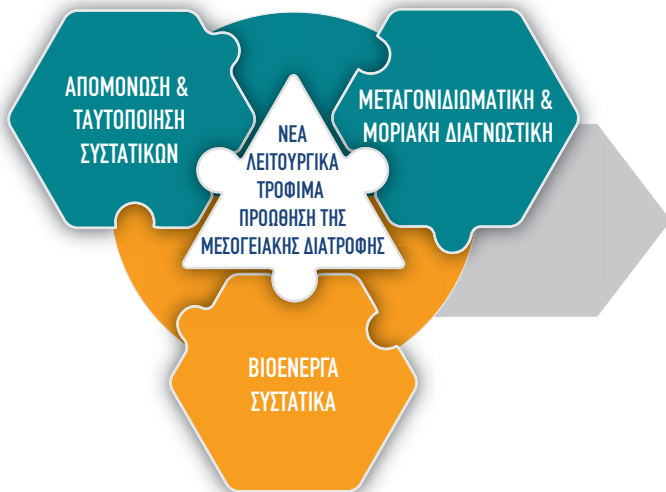 ΑΠΟΜΟΝΩΣΗ &
ΤΑΥΤΟΠΟΙΗΣΗ
ΣΥΣΤΑΤΙΚΩΝ
ΜΕΤΑΓΟΝΙΔΙΩΜΑΤΙΚΗ &
ΜΟΡΙΑΚΗ ΔΙΑΓΝΩΣΤΙΚΗ
ΝΕΑ
ΛΕΙΤΟΥΡΓΙΚΑ
ΤΡΟΦΙΜΑ
ΠΡΟΩΘΗΣΗ ΤΗΣ
ΜΕΣΟΓΕΙΑΚΗΣ ΔΙΑΤΡΟΦΗΣ
ΒΙΟΕΝΕΡΓΑ
ΣΥΣΤΑΤΙΚΑ